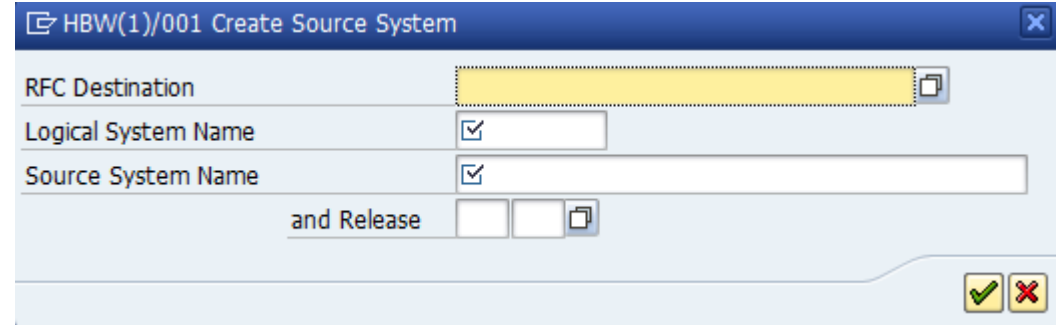 HBW(1)/001 Create Source System
RFC Destination
Logical System Name
Source System Name
and Release